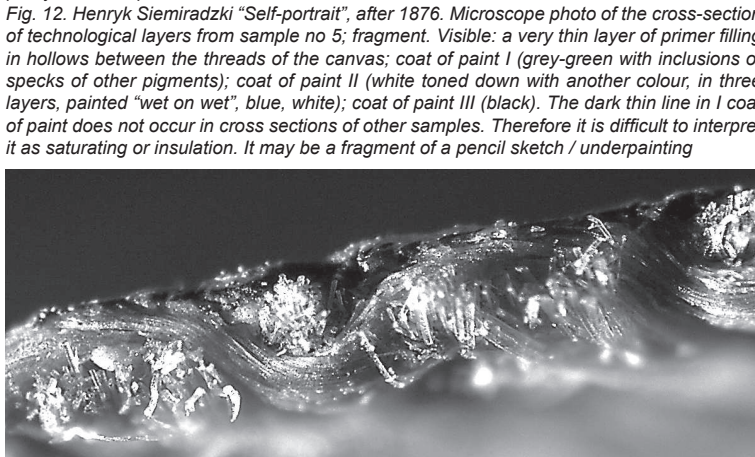 Fig. 12. Henryk Siemiradzki “Self-portrait”, after 1876. Microscope photo of the cross-section
of technological layers from sample no 5; fragment. Visible: a very thin layer of primer filling
in hollows between the threads of the canvas; coat of paint I (grey-green with inclusions o
specks of other pigments); coat of paint II (white toned down with another colour, in three
layers, painted “wet on wet”, blue, white); coat of paint III (black). The dark thin line in I coa
of paint does not occur in cross sections of other samples. Therefore it is difficult to interpre
it as saturating or insulation. It may be a fragment of a pencil sketch / underpainting